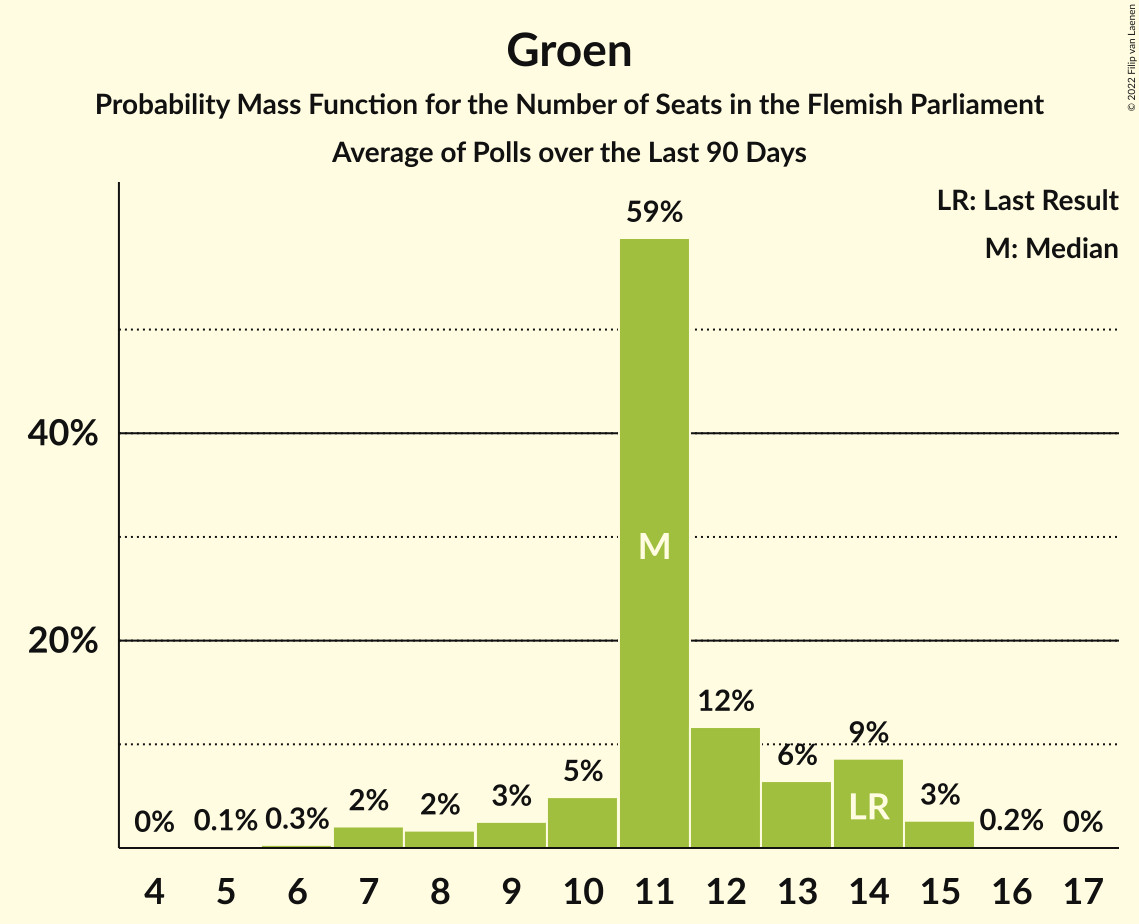 Groen
Probability Mass Function for the Number of Seats in the Flemish Parliament
Average of Polls over the Last 90 Days
© 2022 Filip van Laenen
LR: Last Result
M: Median
59%
40%
M
20%
12%
9%
6%
5%
3%
3%
2%
2%
LR
0%
0.1%
0.3%
0.2%
0%
4 5 6 7 8 9 10 11 12 13 14 15 16 17